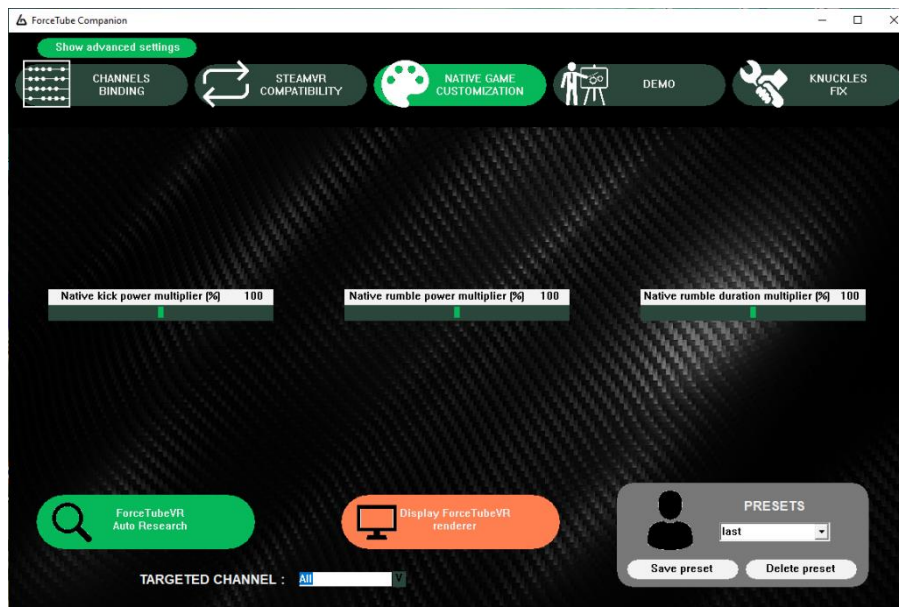 ForceTube Companion
Show advanced settings
CHANNELS
BINDING
STEAMVR
COMPATIBILITY
NATIVE GAME
CUSTOMIZATION
DEMO
KNUCKLES
FIX
Native kick power multiplier (%) 100
Native rumble power multiplier (%) 100
Native rumble duration multiplier (%) 100
ForceTubeVR
Auto Research
Display ForceTubeVR
renderer
PRESETS
last
Save preset Delete preset
TARGETED CHANNEL : All V